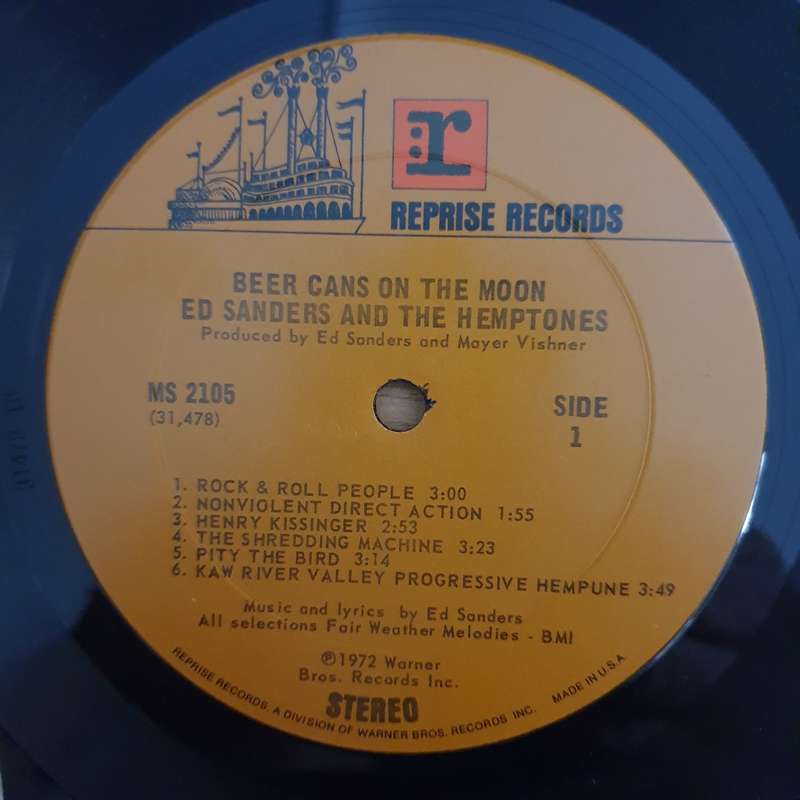 :r
REPRISE RECORDS
BEER CANS ON THE MOON
ED SANDERS AND THE HEMPTONES
Produced by Ed Sanders and Mayer Vishner
MS 2105
(31,478)
SIDE
1
1. ROCK & ROLL PEOPLE 3:00
2. NONVIOLENT DIRECT ACTION 1:55
3. HENRY KISSINGER 2:53
4. THE SHREDDING MACHINE 3:23
5. PITY THE BIRD 3:14
6. KAW RIVER VALLEY PROGRESSIVE HEMPUNE 3:49
Music and lyrics by Ed Sanders
All selections Fair Weather Melodies - BMI
℗1972 Warner
Bros. Records Inc.
STEREO
REPRISE RECORDS, A DIVISION OF WARNER BROS. RECORDS INC. MADE IN U.S.A.